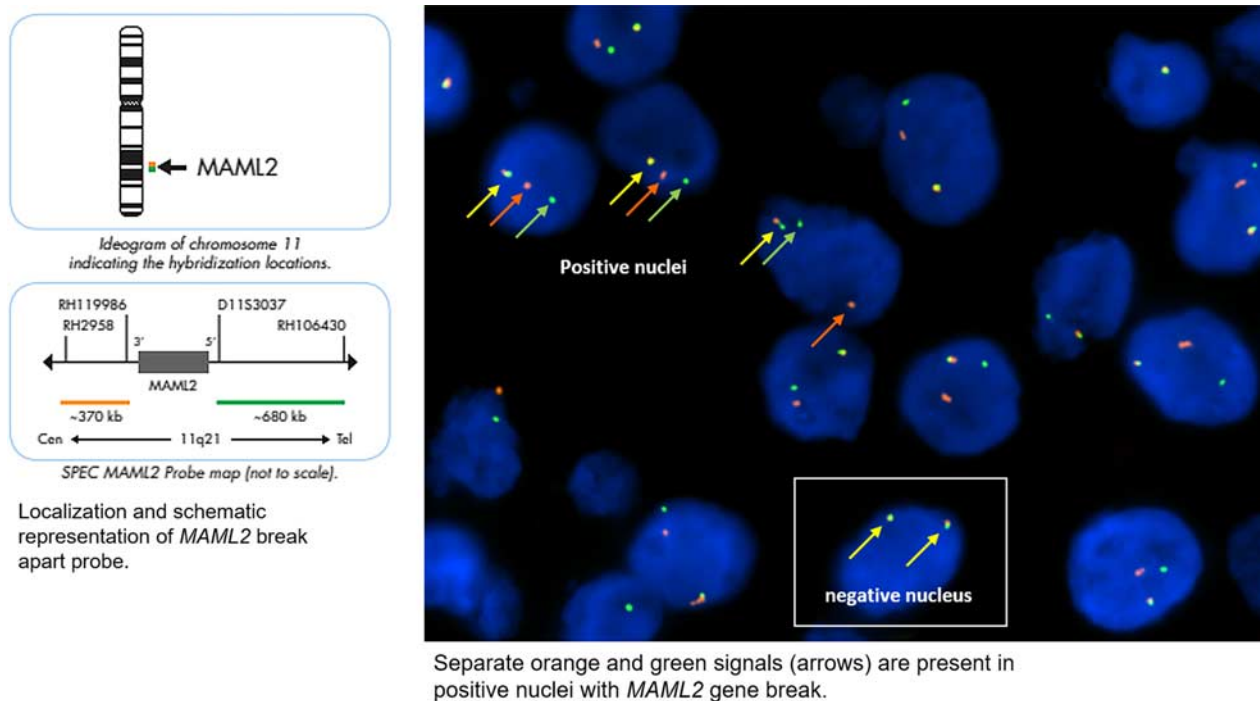 MAML2
Ideogram of chromosome 11
indicating the hybridization locations.
RH119986
D11S3037
RH2958
RH106430
3'
5'
MAML2
~370 kb
~680 kb
Cen
11q21
Tel
SPEC MAML2 Probe map (not to scale).
Localization and schematic
representation of MAML2 break
apart probe.
Positive nuclei
negative nucleus
Separate orange and green signals (arrows) are present in
positive nuclei with MAML2 gene break.